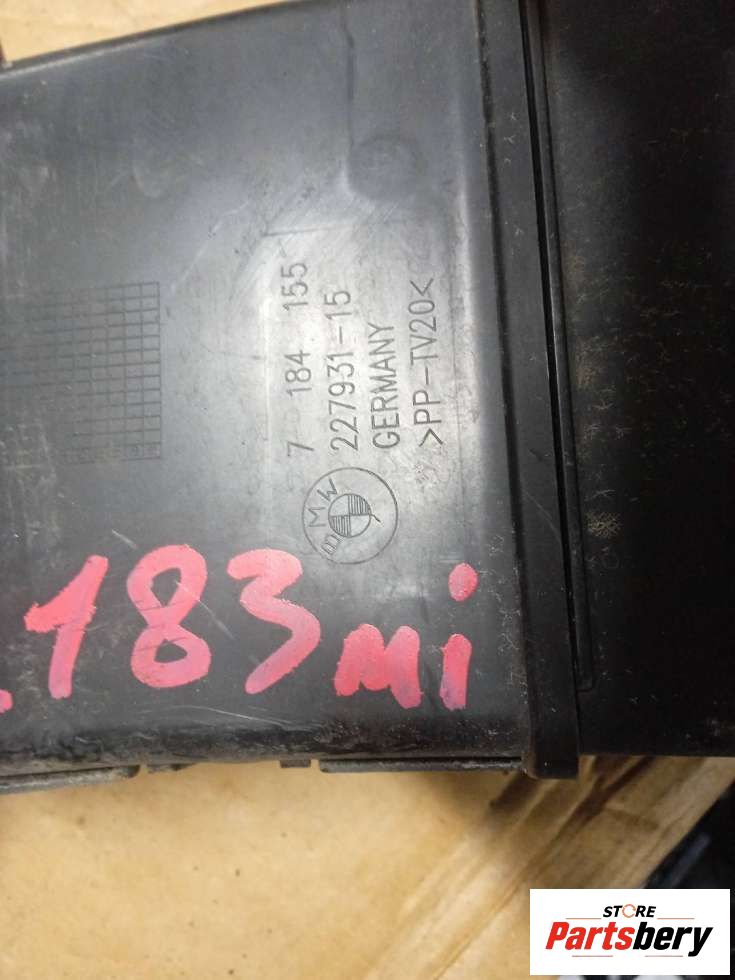 7 184 155
227931-15
GERMANY
>PP-TV20<
BMW
183mi
STORE
Partsbery